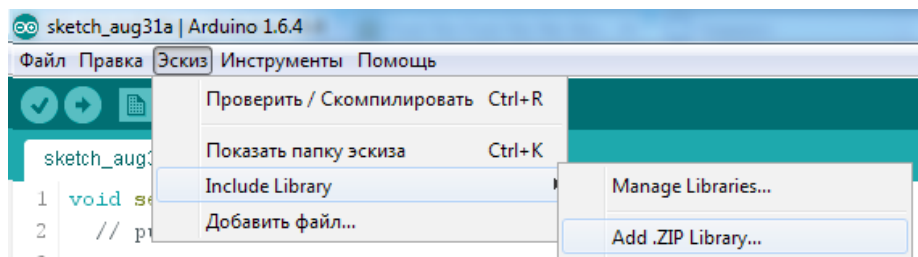 sketch_aug31a | Arduino 1.6.4
Файл Правка Эскиз Инструменты Помощь
Проверить / Скомпилировать Ctrl+R
sketch_aug3
Показать папку эскиза Ctrl+K
1 void se
Include Library
Manage Libraries...
2 // pu
Добавить файл...
Add .ZIP Library...